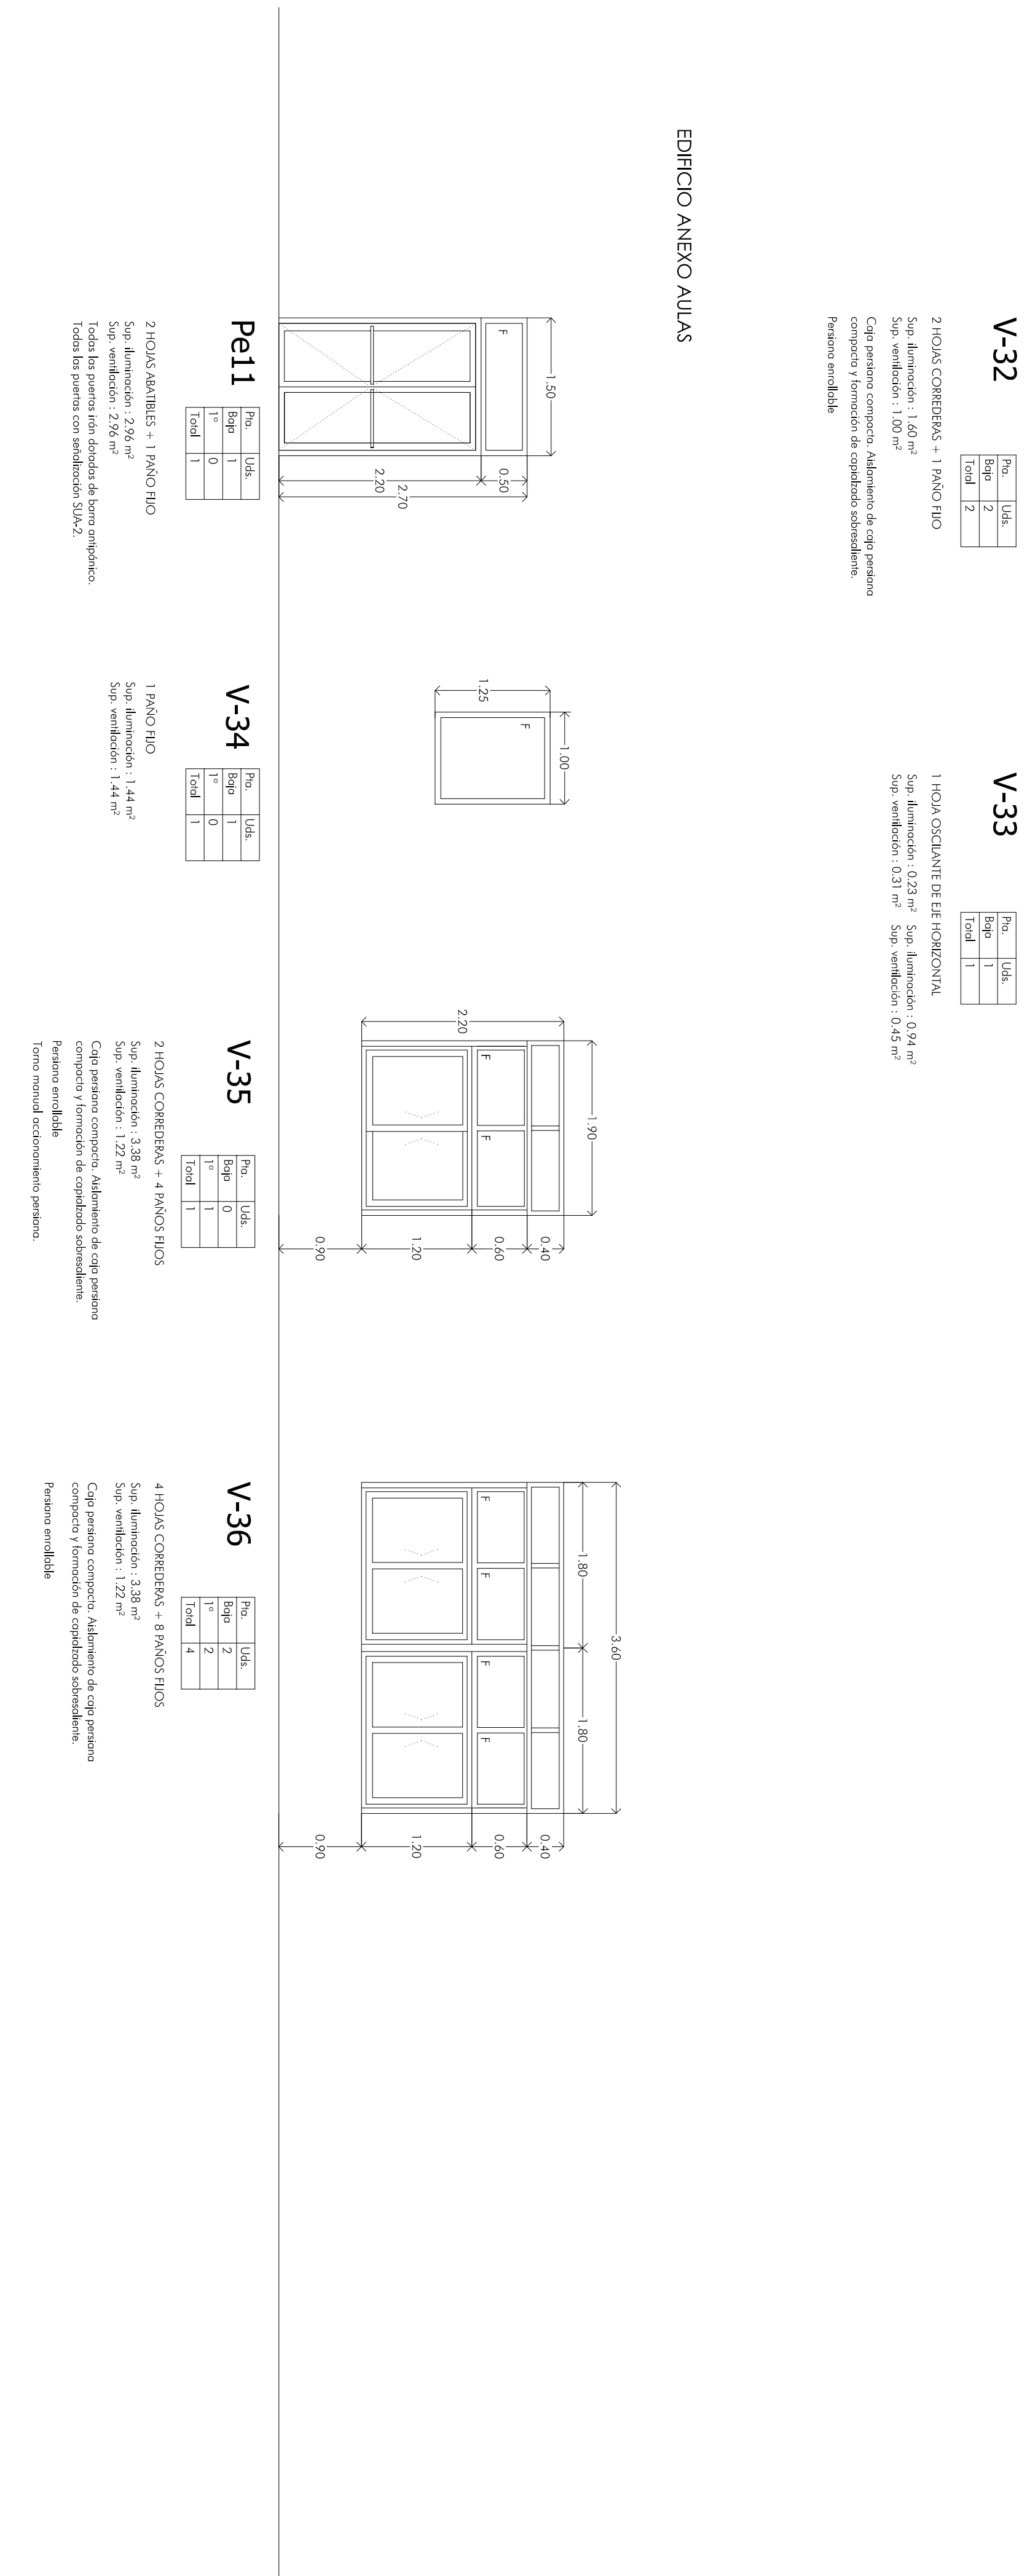 V-32
Pta. Uds.
Baja 2
Total 2
2 HOJAS CORREDERAS + 1 PAÑO FIJO
Sup. iluminación : 1.60 m²
Sup. ventilación : 1.00 m²
Caja persiana compacta. Aislamiento de caja persiana
compacta y formación de capialzado sobresaliente.
Persiana enrollable
V-33
Pta. Uds.
Baja 1
Total 1
1 HOJA OSCILANTE DE EJE HORIZONTAL
Sup. iluminación : 0.23 m² Sup. iluminación : 0.94 m²
Sup. ventilación : 0.31 m² Sup. ventilación : 0.45 m²
EDIFICIO ANEXO AULAS
1.50
F
0.50
2.20
2.70
Pe11
Pta. Uds.
Baja 1
1º 0
Total 1
2 HOJAS ABATIBLES + 1 PAÑO FIJO
Sup. iluminación : 2.96 m²
Sup. ventilación : 2.96 m²
Todas las puertas irán dotadas de barra antipánico.
Todas las puertas con señalización SUA-2.
1.00
1.25
F
V-34
Pta. Uds.
Baja 1
1º 0
Total 1
1 PAÑO FIJO
Sup. iluminación : 1.44 m²
Sup. ventilación : 1.44 m²
1.90
2.20
F F
0.40
0.60
1.20
0.90
V-35
Pta. Uds.
Baja 0
1º 1
Total 1
2 HOJAS CORREDERAS + 4 PAÑOS FIJOS
Sup. iluminación : 3.38 m²
Sup. ventilación : 1.22 m²
Caja persiana compacta. Aislamiento de caja persiana
compacta y formación de capialzado sobresaliente.
Persiana enrollable
Torno manual accionamiento persiana.
3.60
1.80 1.80
F F F F
0.40
0.60
1.20
0.90
V-36
Pta. Uds.
Baja 2
1º 2
Total 4
4 HOJAS CORREDERAS + 8 PAÑOS FIJOS
Sup. iluminación : 3.38 m²
Sup. ventilación : 1.22 m²
Caja persiana compacta. Aislamiento de caja persiana
compacta y formación de capialzado sobresaliente.
Persiana enrollable